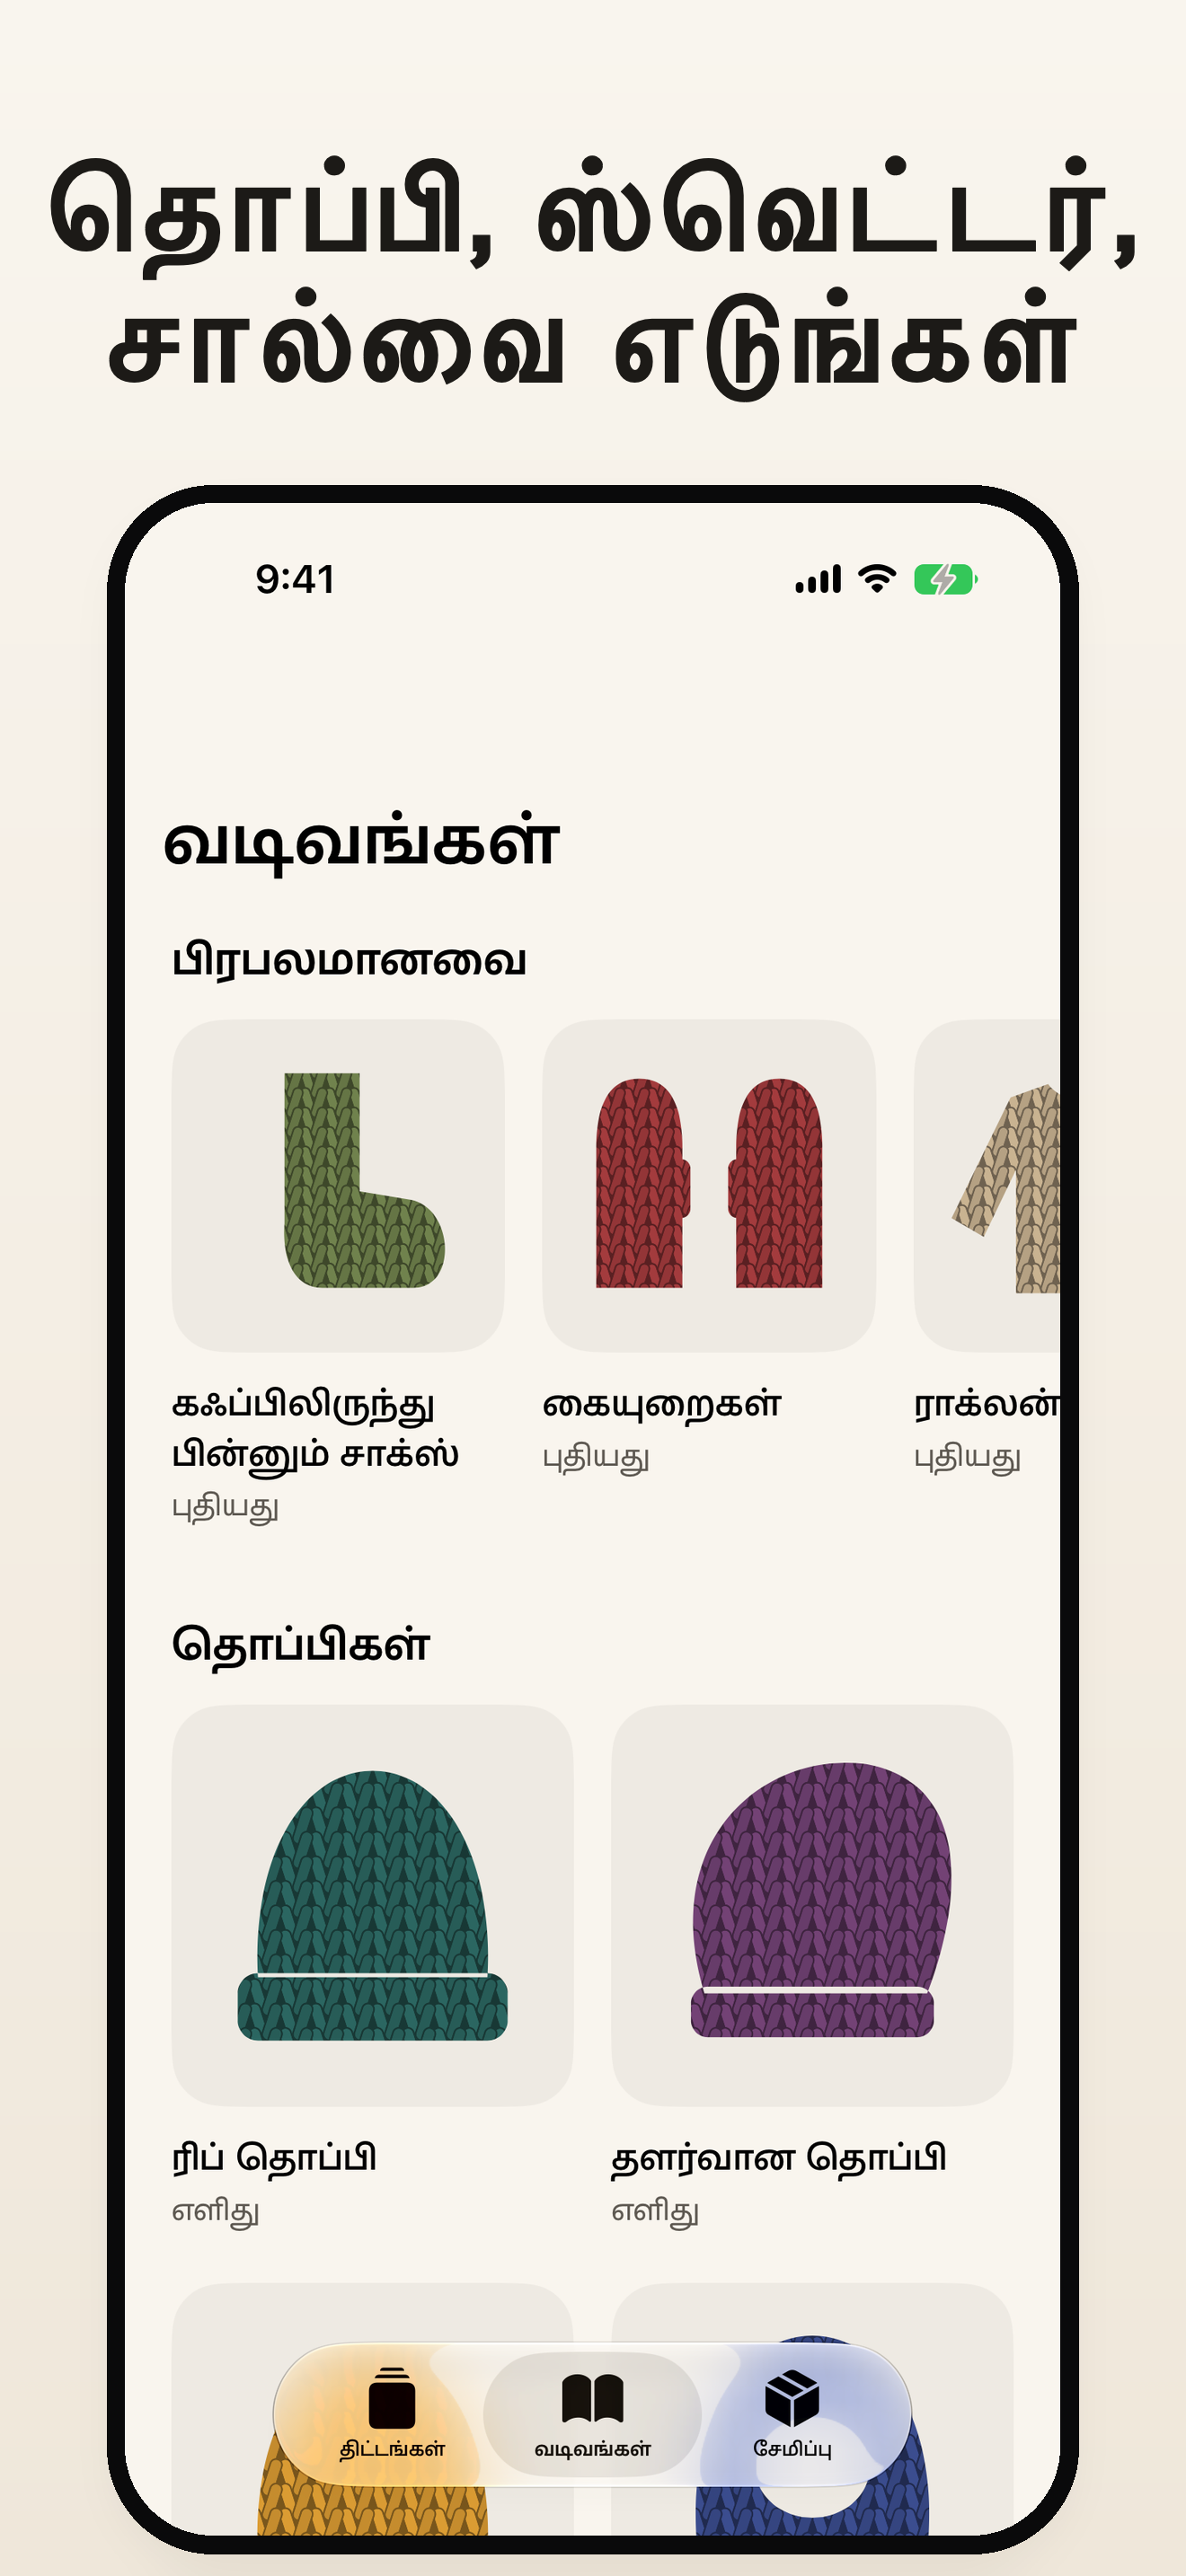 தொப்பி, ஸ்வெட்டர்,
சால்வை எடுங்கள்
9:41
வடிவங்கள்
பிரபலமானவை
கஃப்பிலிருந்து
பின்னும் சாக்ஸ்
புதியது
கையுறைகள்
புதியது
ராக்லன்
புதியது
தொப்பிகள்
ரிப் தொப்பி
எளிது
தளர்வான தொப்பி
எளிது
திட்டங்கள்
வடிவங்கள்
சேமிப்பு